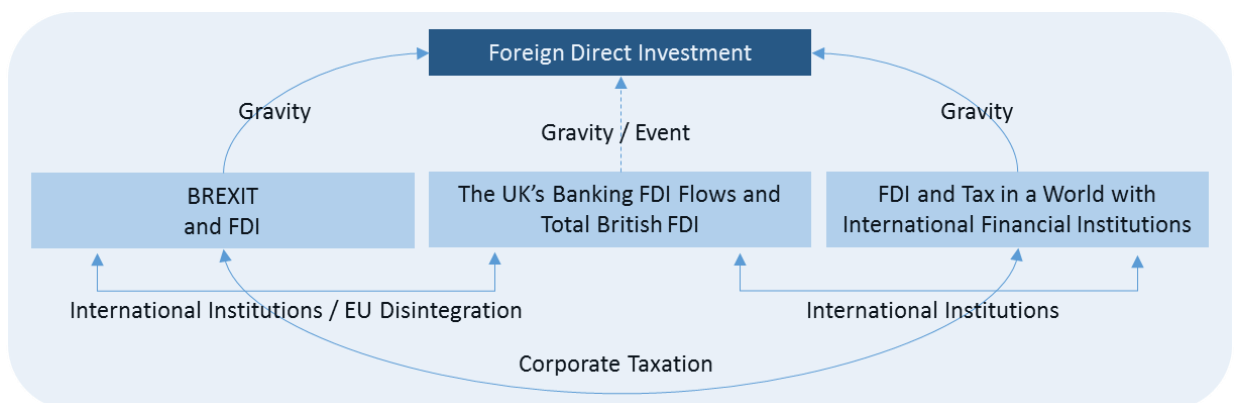 Foreign Direct Investment
Gravity
Gravity / Event
Gravity
BREXIT
and FDI
The UK's Banking FDI Flows and
Total British FDI
FDI and Tax in a World with
International Financial Institutions
International Institutions / EU Disintegration
International Institutions
Corporate Taxation